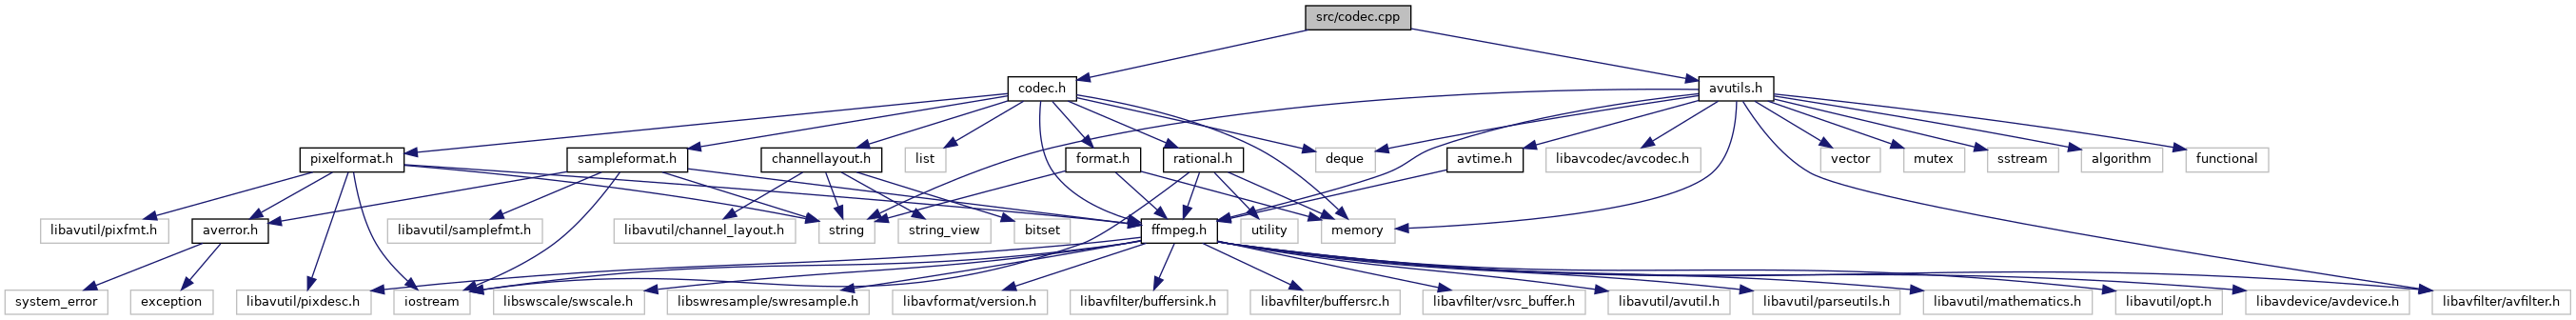 src/codec.cpp
codec.h
avutils.h
pixelformat.h
sampleformat.h
channellayout.h
list
format.h
rational.h
deque
avtime.h
libavcodec/avcodec.h
vector
mutex
sstream
algorithm
functional
libavutil/pixfmt.h
averror.h
libavutil/samplefmt.h
libavutil/channel_layout.h
string
string_view
bitset
ffmpeg.h
utility
memory
system_error
exception
libavutil/pixdesc.h
iostream
libswscale/swscale.h
libswresample/swresample.h
libavformat/version.h
libavfilter/buffersink.h
libavfilter/buffersrc.h
libavfilter/vsrc_buffer.h
libavutil/avutil.h
libavutil/parseutils.h
libavutil/mathematics.h
libavutil/opt.h
libavdevice/avdevice.h
libavfilter/avfilter.h